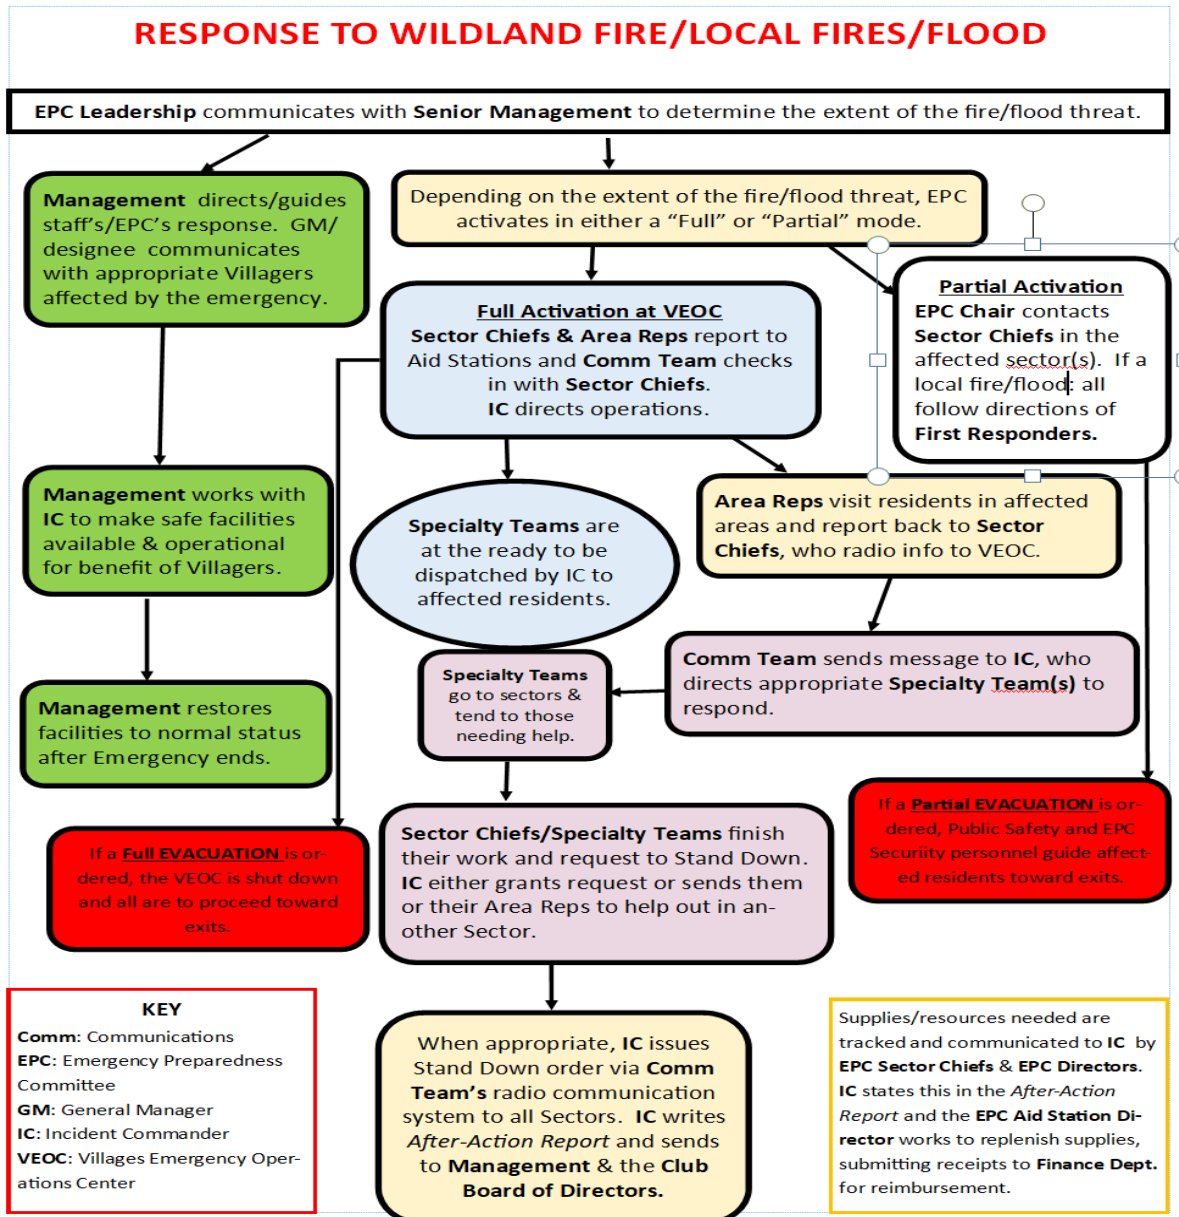 RESPONSE TO WILDLAND FIRE/LOCAL FIRES/FLOOD
EPC Leadership communicates with Senior Management to determine the extent of the fire/flood threat.
Management directs/guides
staff's/EPC's response. GM/
designee communicates
with appropriate Villagers
affected by the emergency.
Depending on the extent of the fire/flood threat, EPC
activates in either a “Full” or “Partial” mode.
Full Activation at VEOC
Sector Chiefs & Area Reps report to
Aid Stations and Comm Team checks
in with Sector Chiefs.
IC directs operations.
Partial Activation
EPC Chair contacts
Sector Chiefs in the
affected sector(s). If a
local fire/flood: all
follow directions of
First Responders.
Management works with
IC to make safe facilities
available & operational
for benefit of Villagers.
Specialty Teams are
at the ready to be
dispatched by IC to
affected residents.
Area Reps visit residents in affected
areas and report back to Sector
Chiefs, who radio info to VEOC.
Comm Team sends message to IC, who
directs appropriate Specialty Team(s) to
respond.
Specialty Teams
go to sectors &
tend to those
needing help.
Management restores
facilities to normal status
after Emergency ends.
If a Full EVACUATION is or-
dered, the VEOC is shut down
and all are to proceed toward
exits.
Sector Chiefs/Specialty Teams finish
their work and request to Stand Down.
IC either grants request or sends them
or their Area Reps to help out in an-
other Sector.
If a Partial EVACUATION is or-
dered, Public Safety and EPC
Securiity personnel guide affect-
ed residents toward exits.
When appropriate, IC issues
Stand Down order via Comm
Team's radio communication
system to all Sectors. IC writes
After-Action Report and sends
to Management & the Club
Board of Directors.
KEY
Comm: Communications
EPC: Emergency Preparedness
Committee
GM: General Manager
IC: Incident Commander
VEOC: Villages Emergency Oper-
ations Center
Supplies/resources needed are
tracked and communicated to IC by
EPC Sector Chiefs & EPC Directors.
IC states this in the After-Action
Report and the EPC Aid Station Di-
rector works to replenish supplies,
submitting receipts to Finance Dept.
for reimbursement.